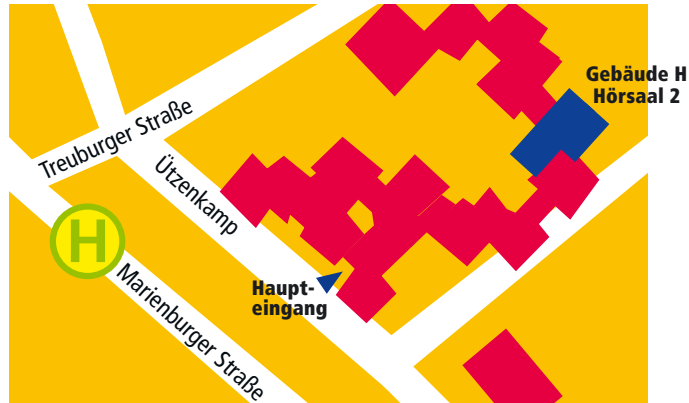 Gebäude H
Hörsaal 2
Treuburger Straße
Ützenkamp
H
Marienburger Straße
Haupt-
eingang